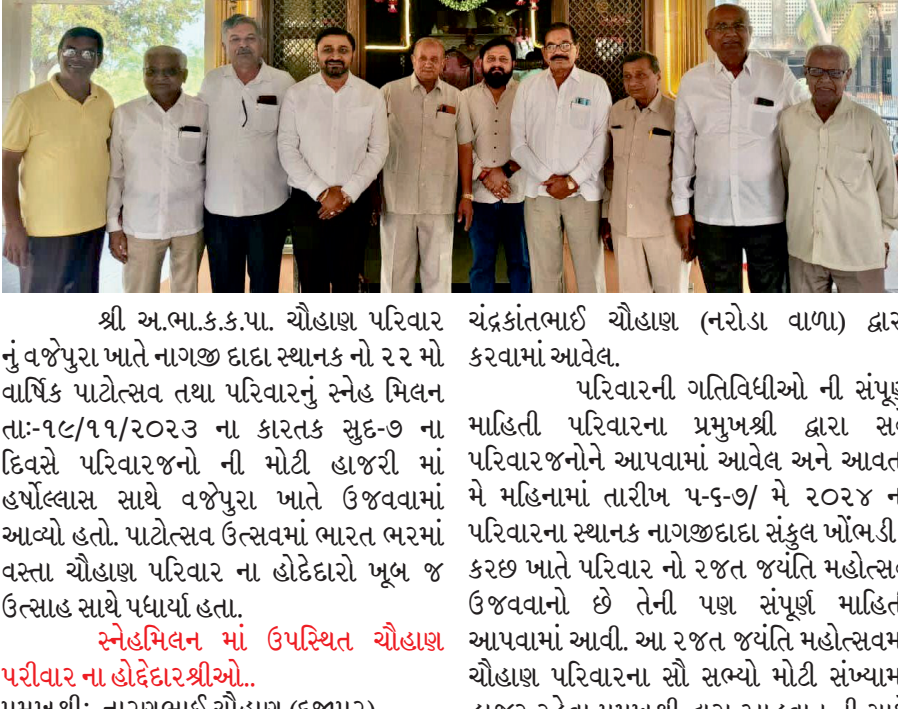 શ્રી અ.ભા.ક.ક.પા. ચૌહાણ પરિવાર
નું વજેપુરા ખાતે નાગજી દાદા સ્થાનક નો ૨૨ મો
વાર્ષિક પાટોત્સવ તથા પરિવારનું સ્નેહ મિલન
તાઃ-૧૯/૧૧/૨૦૨૩ ના કારતક સુદ-૭ ના
દિવસે પરિવારજનો ની મોટી હાજરી માં
હર્ષોલ્લાસ સાથે વજેપુરા ખાતે ઉજવવામાં
આવ્યો હતો. પાટોત્સવ ઉત્સવમાં ભારત ભરમાં
વસ્તા ચૌહાણ પરિવાર ના હોદેદારો ખૂબ જ
ઉત્સાહ સાથે પધાર્યા હતા.
સ્નેહમિલન માં ઉપસ્થિત ચૌહાણ
પરીવાર ના હોદ્દેદારશ્રીઓ..
પ્રમુખશ્રીઃ નારણભાઈ ચૌહાણ
ચંદ્રકાંતભાઈ ચૌહાણ (નરોડા વાળા)
કરવામાં આવેલ.
પરિવારની ગતિવિધીઓ ની
માહિતી પરિવારના પ્રમુખશ્રી દ્વારા
પરિવારજનોને આપવામાં આવેલ અને
મે મહિનામાં તારીખ ૫-૬-૭/ મે ૨૦૨૪
પરિવારના સ્થાનક નાગજીદાદા સંકુલ ખોંભડી
કરછ ખાતે પરિવાર નો રજત જયંતિ
ઉજવવાનો છે તેની પણ સંપૂર્ણ
આપવામાં આવી. આ રજત જયંતિ
ચૌહાણ પરિવારના સૌ સભ્યો મોટી